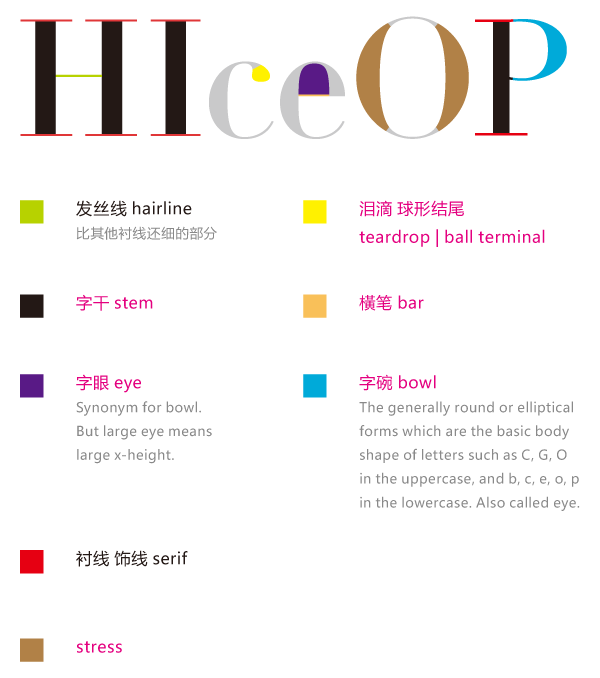 HIceOP
发丝线 hairline
比其他衬线还细的部分
泪滴 球形结尾
teardrop | ball terminal
字干 stem
橫笔 bar
字眼 eye
Synonym for bowl.
But large eye means
large x-height.
字碗 bowl
The generally round or elliptical
forms which are the basic body
shape of letters such as C, G, O
in the uppercase, and b, c, e, o, p
in the lowercase. Also called eye.
衬线 饰线 serif
stress